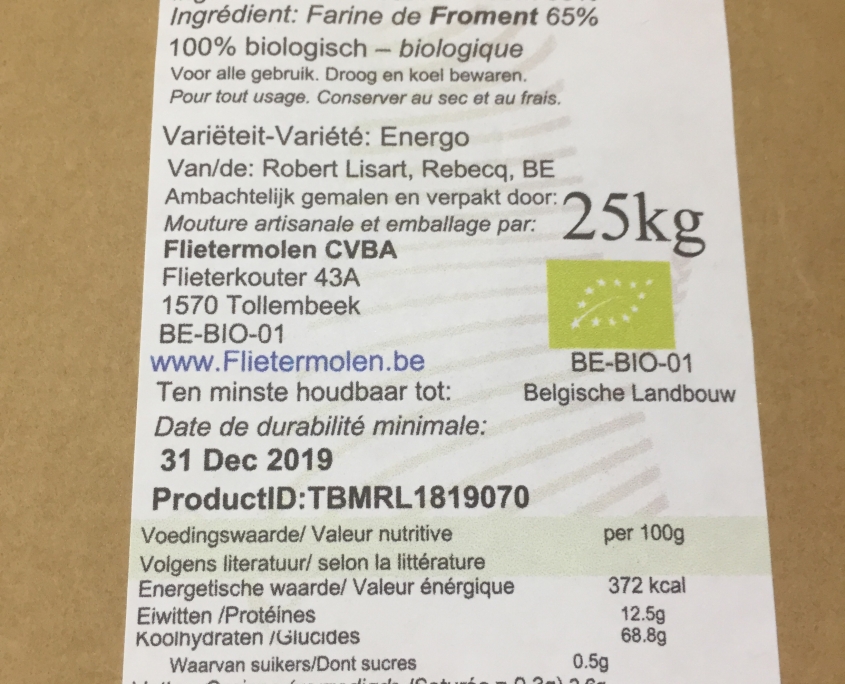 Ingrédient: Farine de Froment 65%
100% biologisch – biologique
Voor alle gebruik. Droog en koel bewaren.
Pour tout usage. Conserver au sec et au frais.
Variëteit-Variété: Energo
Van/de: Robert Lisart, Rebecq, BE
Ambachtelijk gemalen en verpakt door:
Mouture artisanale et emballage par:
25kg
Flietermolen CVBA
Flieterkouter 43A
1570 Tollembeek
BE-BIO-01
www.Flietermolen.be
BE-BIO-01
Ten minste houdbaar tot:
Belgische Landbouw
Date de durabilité minimale:
31 Dec 2019
ProductID:TBMRL1819070
Voedingswaarde/ Valeur nutritive per 100g
Volgens literatuur/ selon la littérature
Energetische waarde/ Valeur énérgique 372 kcal
Eiwitten /Protéines 12.5g
Koolhydraten /Glucides 68.8g
Waarvan suikers/Dont sucres 0.5g